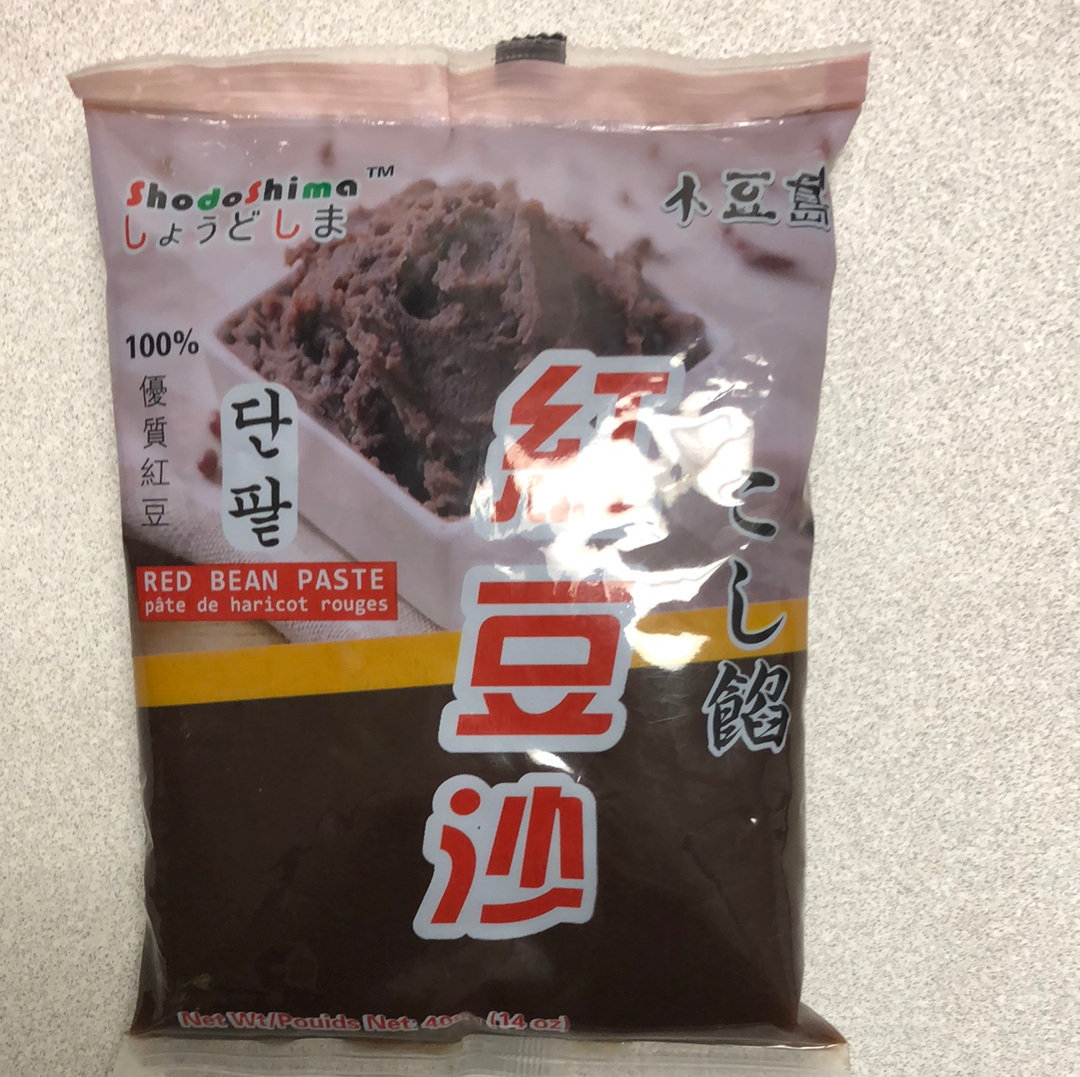 ShodoShima™
しょうどしま
小豆島
100%
優質紅豆
단팥
紅豆沙
こし餡
RED BEAN PASTE
pâte de haricot rouges
Net Wt/Pouids Net: (14 oz)